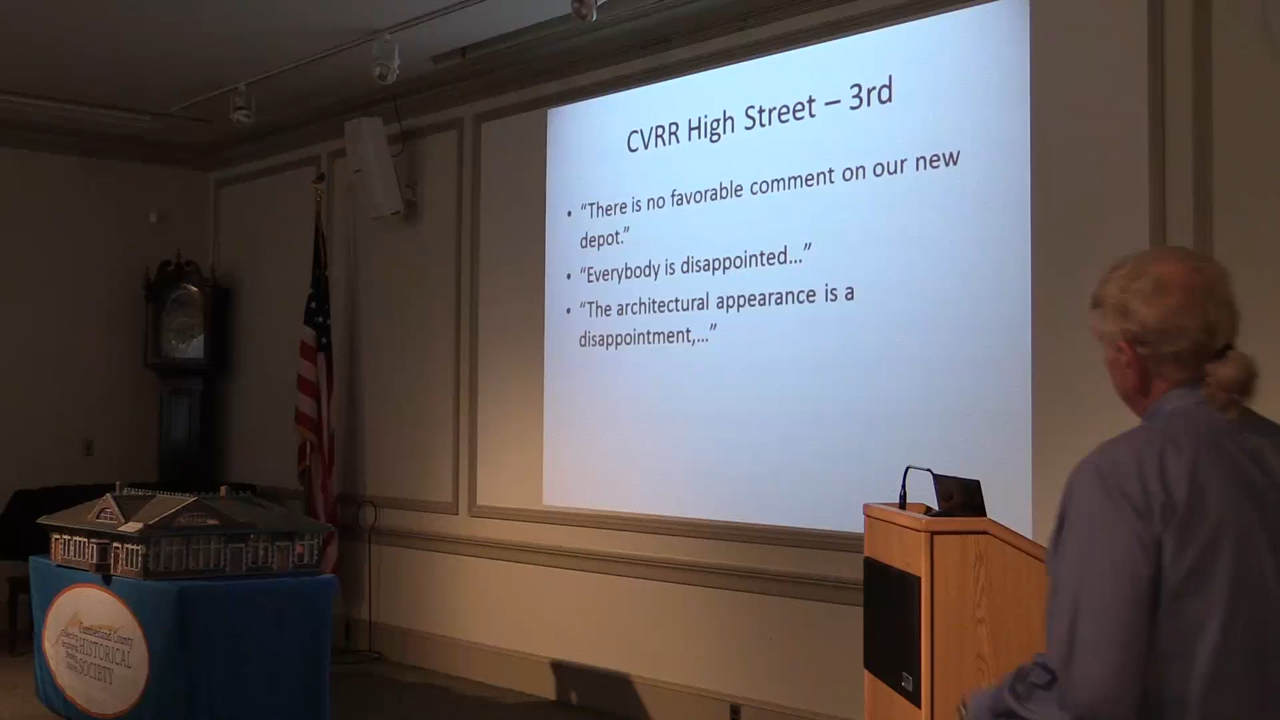 CVRR High Street – 3rd
• “There is no favorable comment on our new
depot.”
• “Everybody is disappointed...”
• “The architectural appearance is a
disappointment,...”
Cumberland County
HISTORICAL
SOCIETY